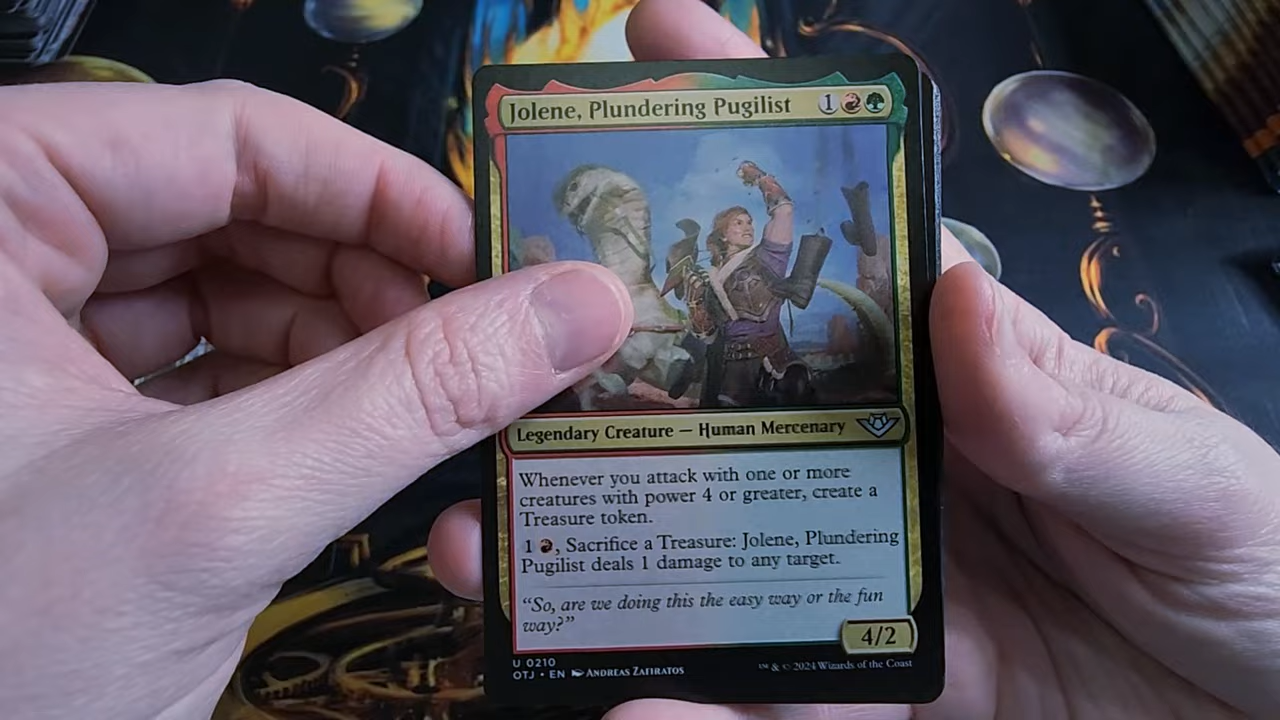 Jolene, Plundering Pugilist 1
Legendary Creature — Human Mercenary
Whenever you attack with one or more
creatures with power 4 or greater, create a
Treasure token.
1 , Sacrifice a Treasure: Jolene, Plundering
Pugilist deals 1 damage to any target.
“So, are we doing this the easy way or the fun
way?”
4/2
U 0210
OTJ • EN Andreas Zafiratos
™ & © 2024 Wizards of the Coast